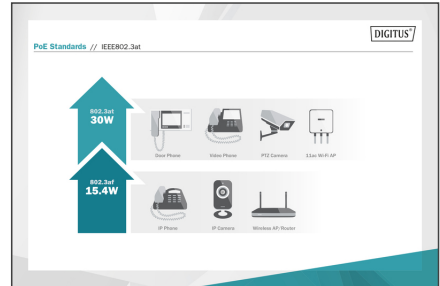 DIGITUS®
PoE Standards // IEEE802.3at
802.3at
30W
Door Phone
Video Phone
PTZ Camera
11ac Wi-Fi AP
802.3af
15.4W
IP Phone
IP Camera
Wireless AP/Router